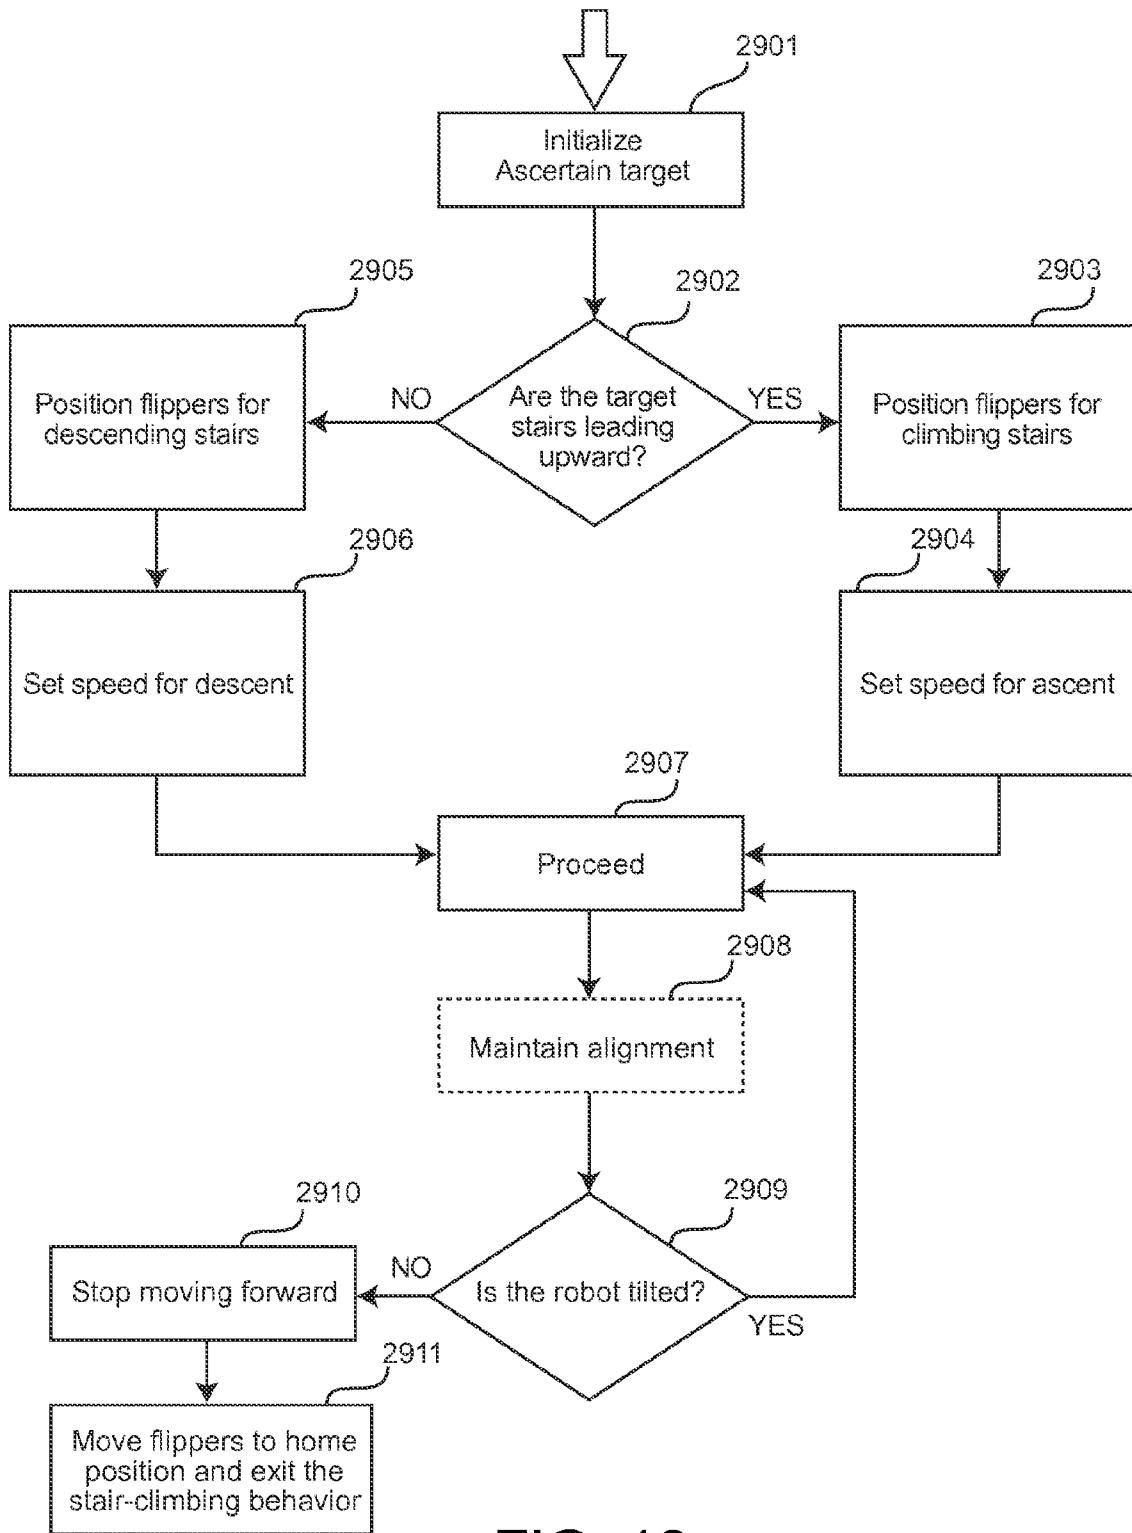 2901
Initialize
Ascertain target
2905
2902
2903
Position flippers for
descending stairs
NO
Are the target
stairs leading
upward?
YES
Position flippers for
climbing stairs
2906
2904
Set speed for descent
Set speed for ascent
2907
Proceed
2908
Maintain alignment
2910
2909
Stop moving forward
NO
Is the robot tilted?
YES
2911
Move flippers to home
position and exit the
stair-climbing behavior